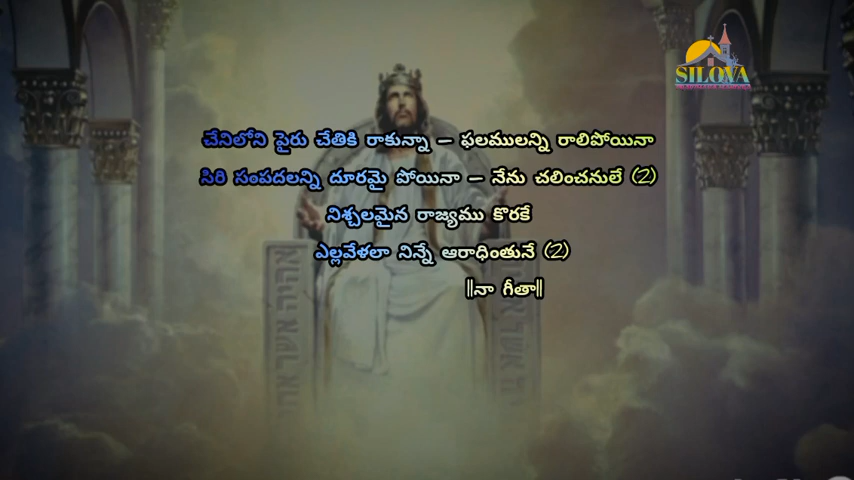 SILOVA
చేనిలోని పైరు చేతికి రాకున్నా – ఫలములన్ని రాలిపోయినా
సిరి సంపదలన్ని దూరమై పోయినా – నేను చలించనులే (2)
నిశ్చలమైన రాజ్యము కొరకే
ఎల్లవేళలా నిన్నే ఆరాధింతునే (2)
||నా గీతా||